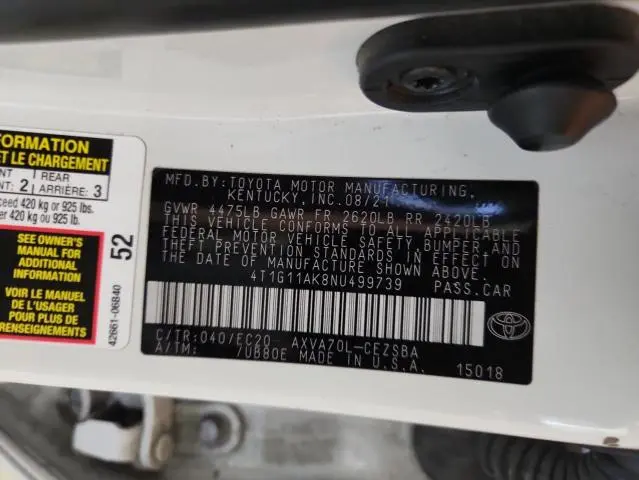 FORMATION
ET LE CHARGEMENT
NT REAR
NT: 2 ARRIÈRE: 3
ceed 420 kg or 925 lbs.
r 420 kg ou 925 lb.
SEE OWNER'S
MANUAL FOR
ADDITIONAL
INFORMATION
VOIR LE MANUEL
DE L'USAGER
POUR PLUS DE
RENSEIGNEMENTS
52
42661-06840
MFD.BY:TOYOTA MOTOR MANUFACTURING,
KENTUCKY, INC.08/21
GVWR 4475LB GAWR FR 2620LB RR 2420LB
THIS VEHICLE CONFORMS TO ALL APPLICABLE
FEDERAL MOTOR VEHICLE SAFETY, BUMPER, AND
THEFT PREVENTION STANDARDS IN EFFECT ON
THE DATE OF MANUFACTURE SHOWN ABOVE.
4T1G11AK8NU499739 PASS.CAR
C/TR:040/EC20 AXVA70L-CEZSBA
A/TM: /UB80E MADE IN U.S.A. 15018